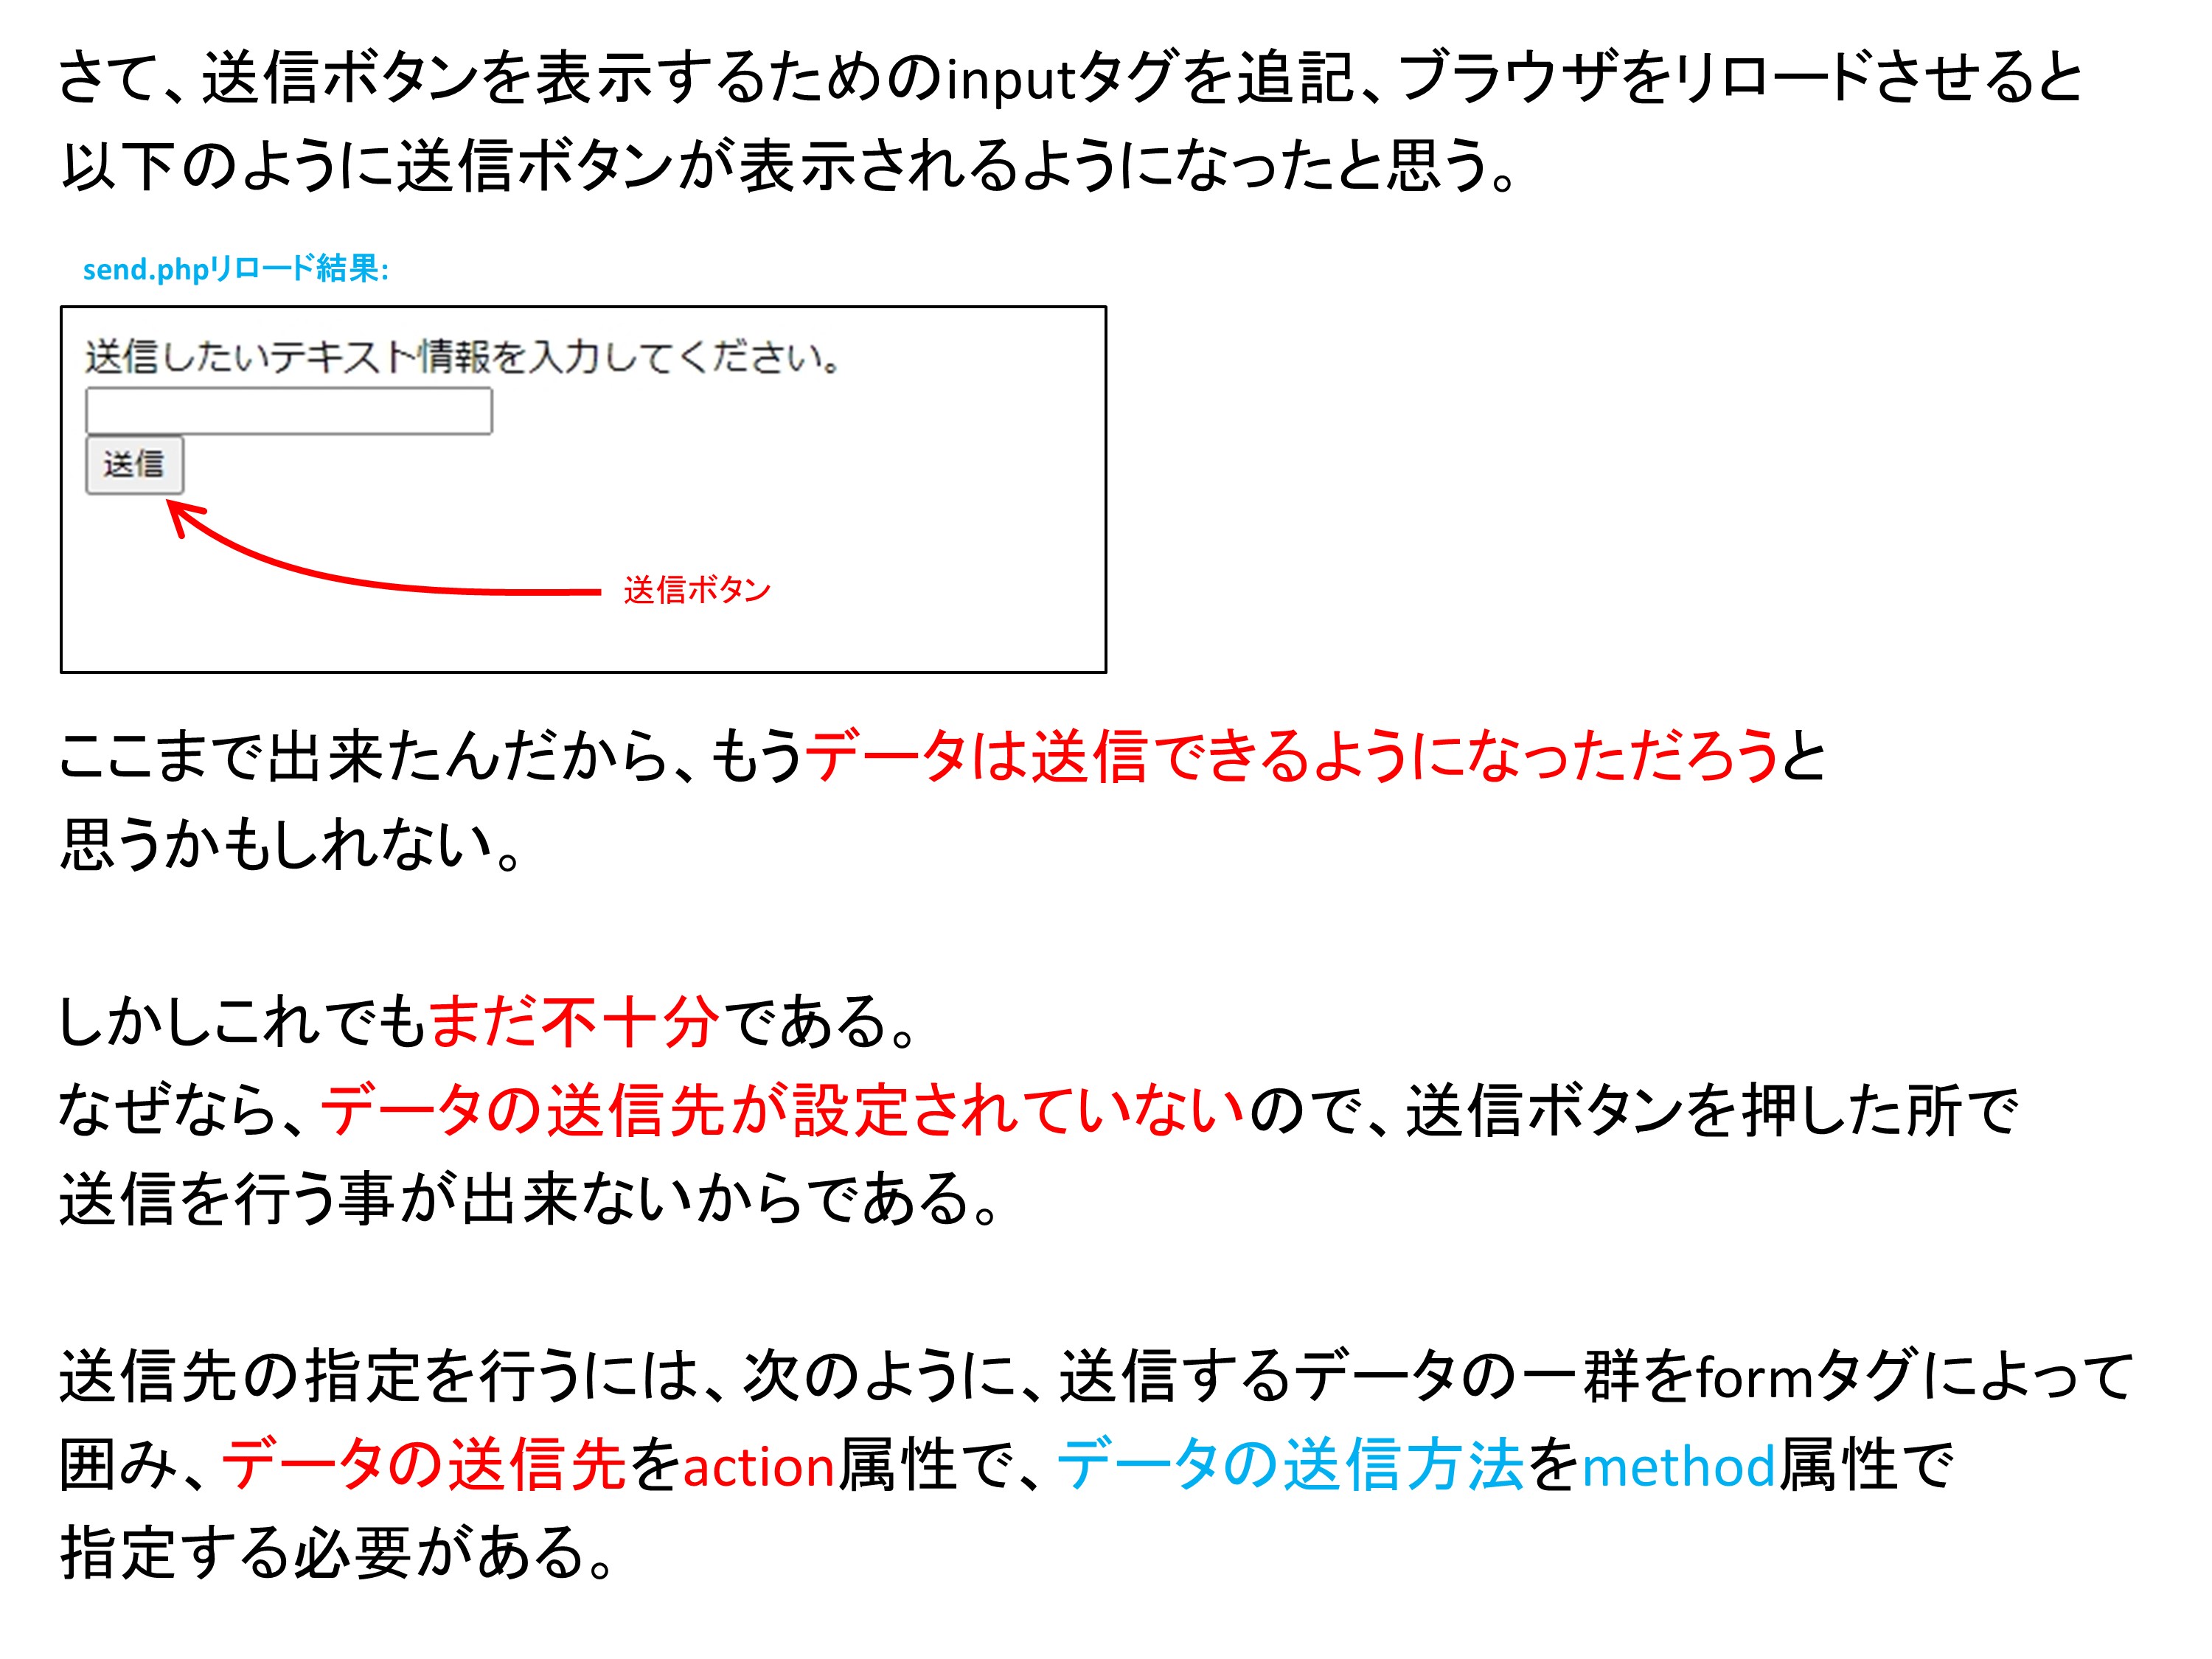 さて、送信ボタンを表示するためのinputタグを追記、ブラウザをリロードさせると
以下のように送信ボタンが表示されるようになったと思う。
send.phpリロード結果:
送信したいテキスト情報を入力してください。
送信
送信ボタン
ここまで出来たんだから、もうデータは送信できるようになっただろうと
思うかもしれない。
しかしこれでもまだ不十分である。
なぜなら、データの送信先が設定されていないので、送信ボタンを押した所で
送信を行う事が出来ないからである。
送信先の指定を行うには、次のように、送信するデータの一群をformタグによって
囲み、データの送信先をaction属性で、データの送信方法をmethod属性で
指定する必要がある。